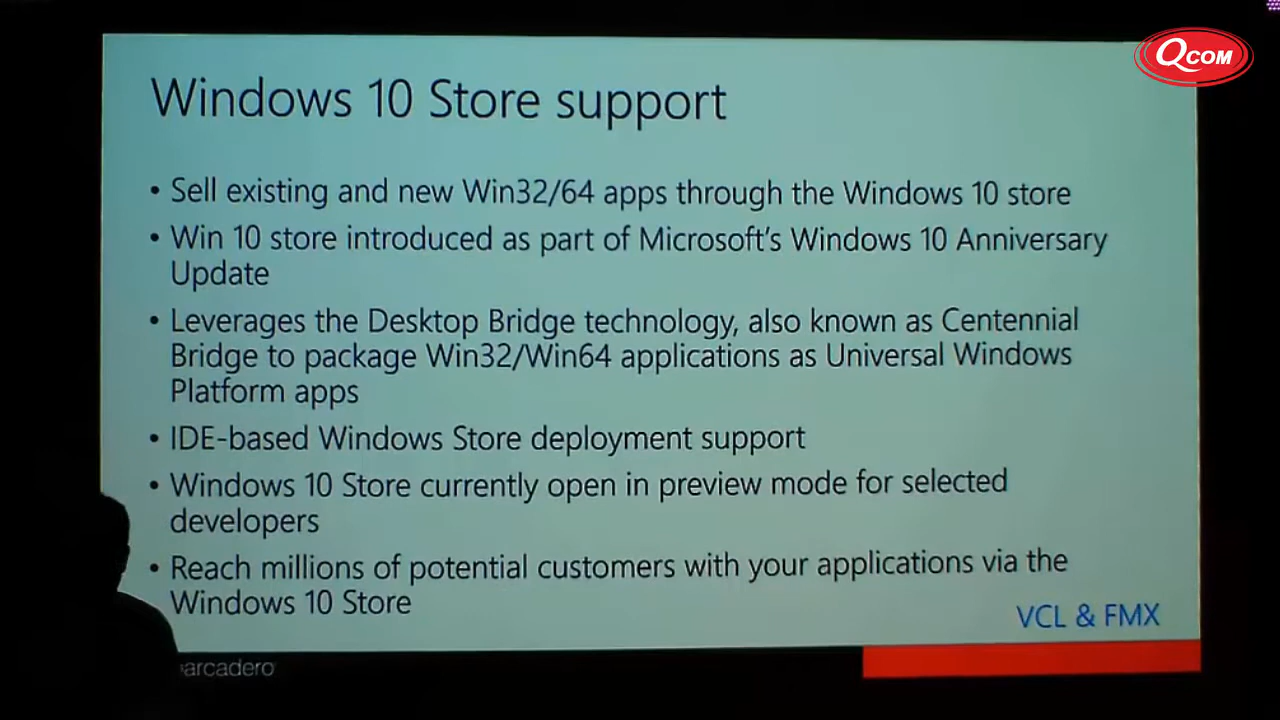 QCOM
Windows 10 Store support
• Sell existing and new Win32/64 apps through the Windows 10 store
• Win 10 store introduced as part of Microsoft's Windows 10 Anniversary
Update
• Leverages the Desktop Bridge technology, also known as Centennial
Bridge to package Win32/Win64 applications as Universal Windows
Platform apps
• IDE-based Windows Store deployment support
• Windows 10 Store currently open in preview mode for selected
developers
• Reach millions of potential customers with your applications via the
Windows 10 Store
VCL & FMX
arcadero